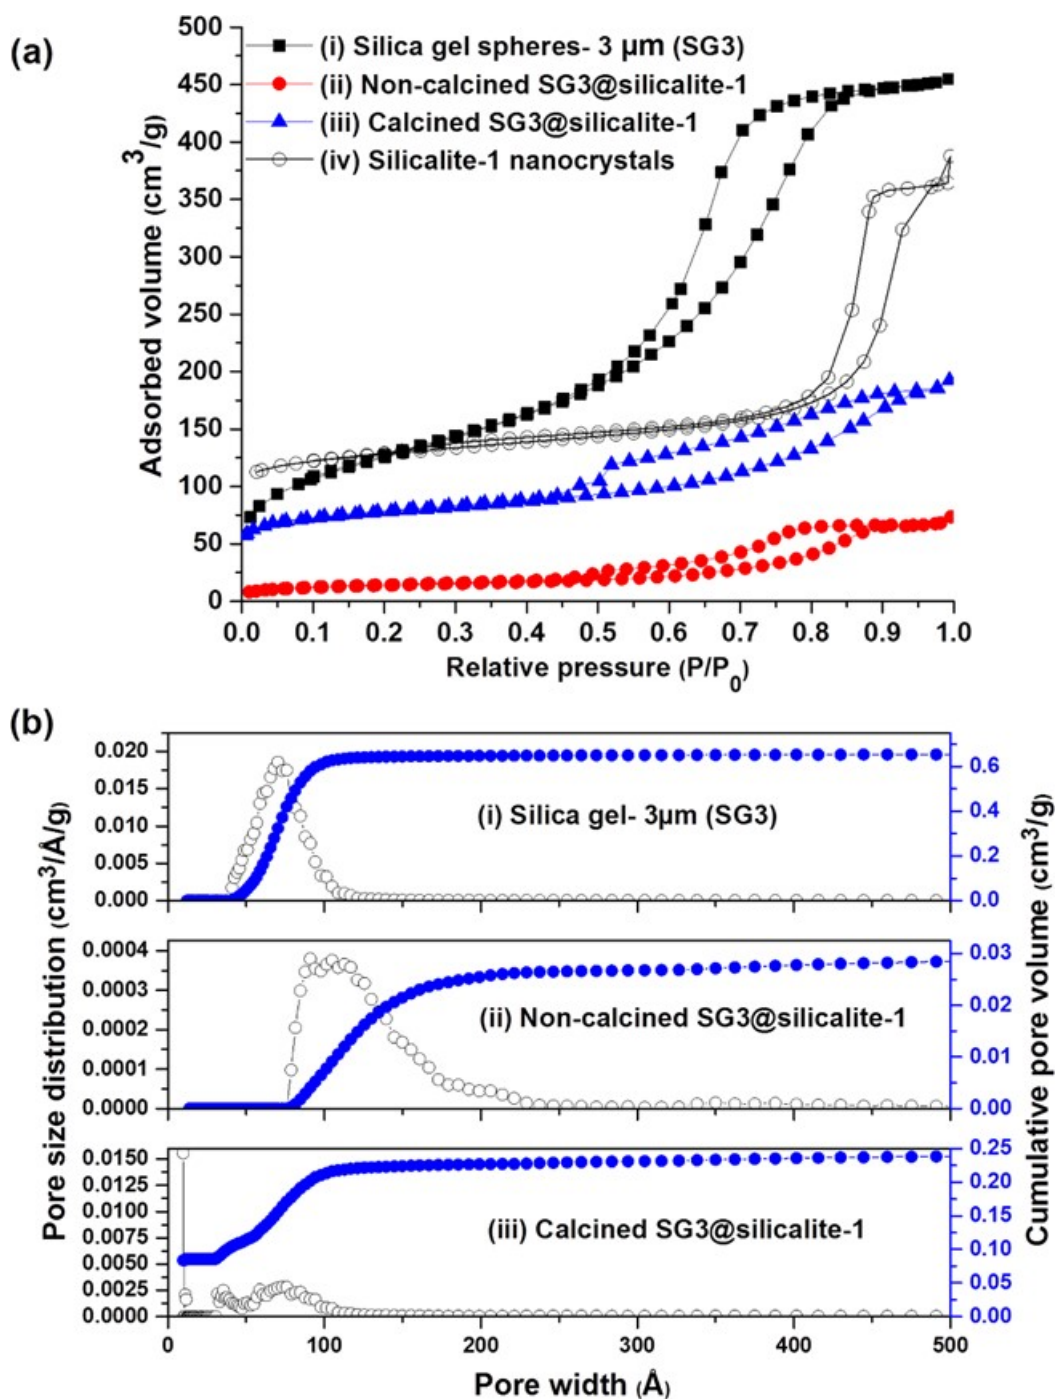 (a)
500
450
400
350
300
250
200
150
100
50
0
Adsorbed volume (cm³/g)
(i) Silica gel spheres- 3 µm (SG3)
(ii) Non-calcined SG3@silicalite-1
(iii) Calcined SG3@silicalite-1
(iv) Silicalite-1 nanocrystals
0.0 0.1 0.2 0.3 0.4 0.5 0.6 0.7 0.8 0.9 1.0
Relative pressure (P/P₀)
(b)
Pore size distribution (cm³/Å/g)
0.020
0.015
0.010
0.005
0.000
(i) Silica gel- 3µm (SG3)
0.6
0.4
0.2
0.0
0.0004
0.0003
0.0002
0.0001
0.0000
(ii) Non-calcined SG3@silicalite-1
0.03
0.02
0.01
0.00
0.0150
0.0125
0.0100
0.0075
0.0050
0.0025
0.0000
(iii) Calcined SG3@silicalite-1
0.25
0.20
0.15
0.10
0.05
0.00
Cumulative pore volume (cm³/g)
0 100 200 300 400 500
Pore width (Å)